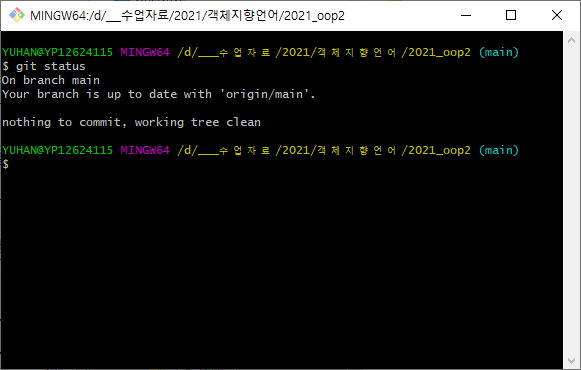 MINGW64:/d/___수업자료/2021/객체지향언어/2021_oop2
YUHAN@YP12624115 MINGW64 /d/___수업자료/2021/객체지향언어/2021_oop2 (main)
$ git status
On branch main
Your branch is up to date with 'origin/main'.
nothing to commit, working tree clean
YUHAN@YP12624115 MINGW64 /d/___수업자료/2021/객체지향언어/2021_oop2 (main)
$